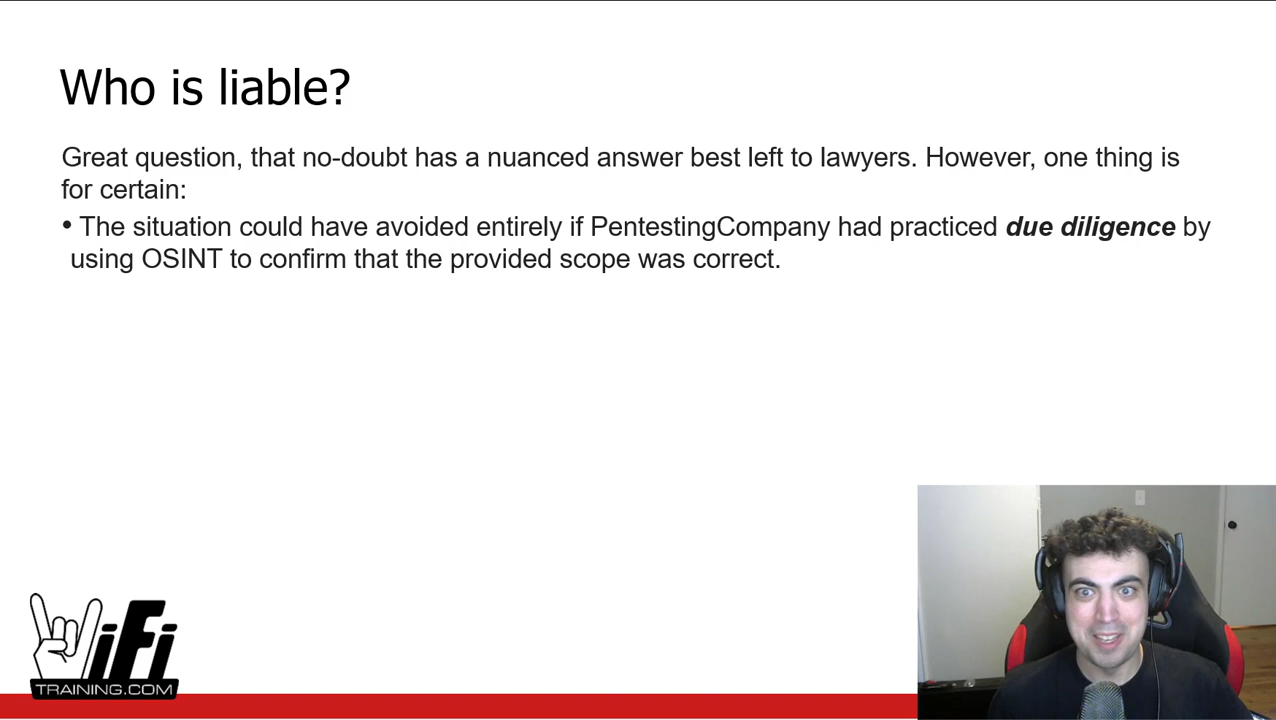 Who is liable?
Great question, that no-doubt has a nuanced answer best left to lawyers. However, one thing is
for certain:
• The situation could have avoided entirely if PentestingCompany had practiced due diligence by
using OSINT to confirm that the provided scope was correct.
WiFi
TRAINING.COM